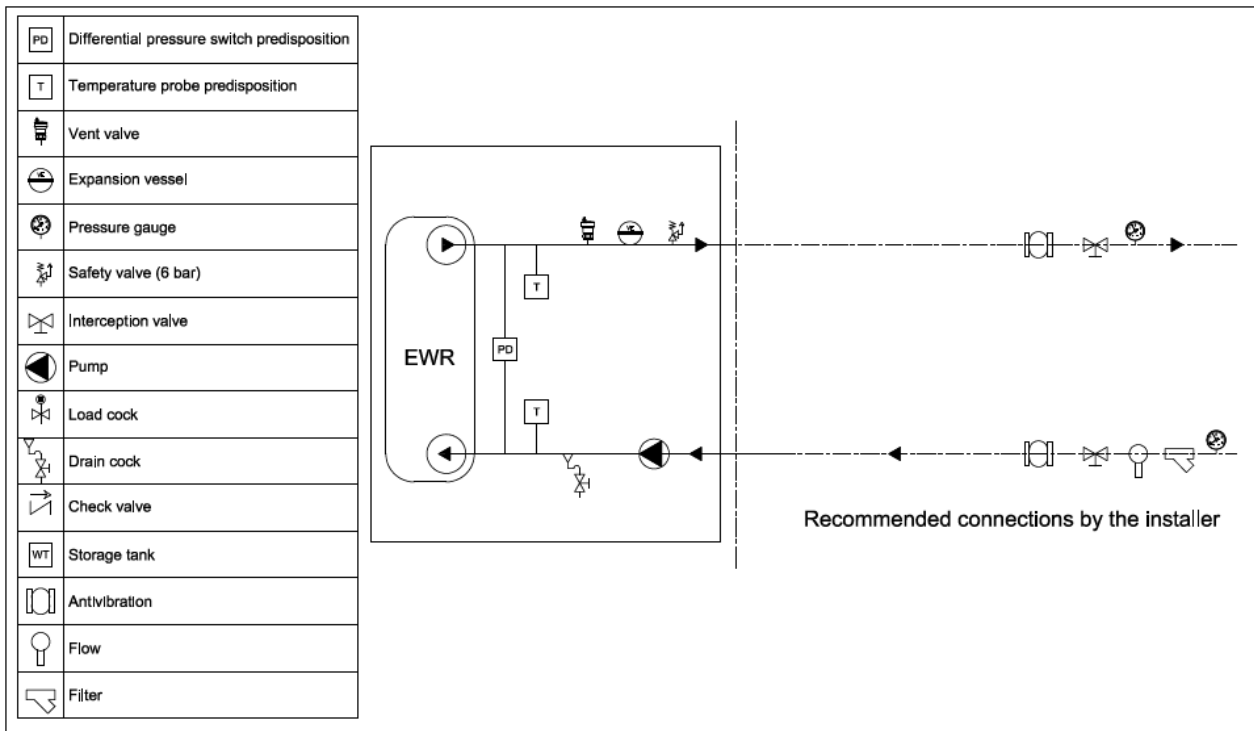 PD Differential pressure switch predisposition
T Temperature probe predisposition
Vent valve
Expansion vessel
Pressure gauge
Safety valve (6 bar)
Interception valve
Pump
Load cock
Drain cock
Check valve
WT Storage tank
Antivibration
Flow
Filter
T
EWR
PD
T
Recommended connections by the installer